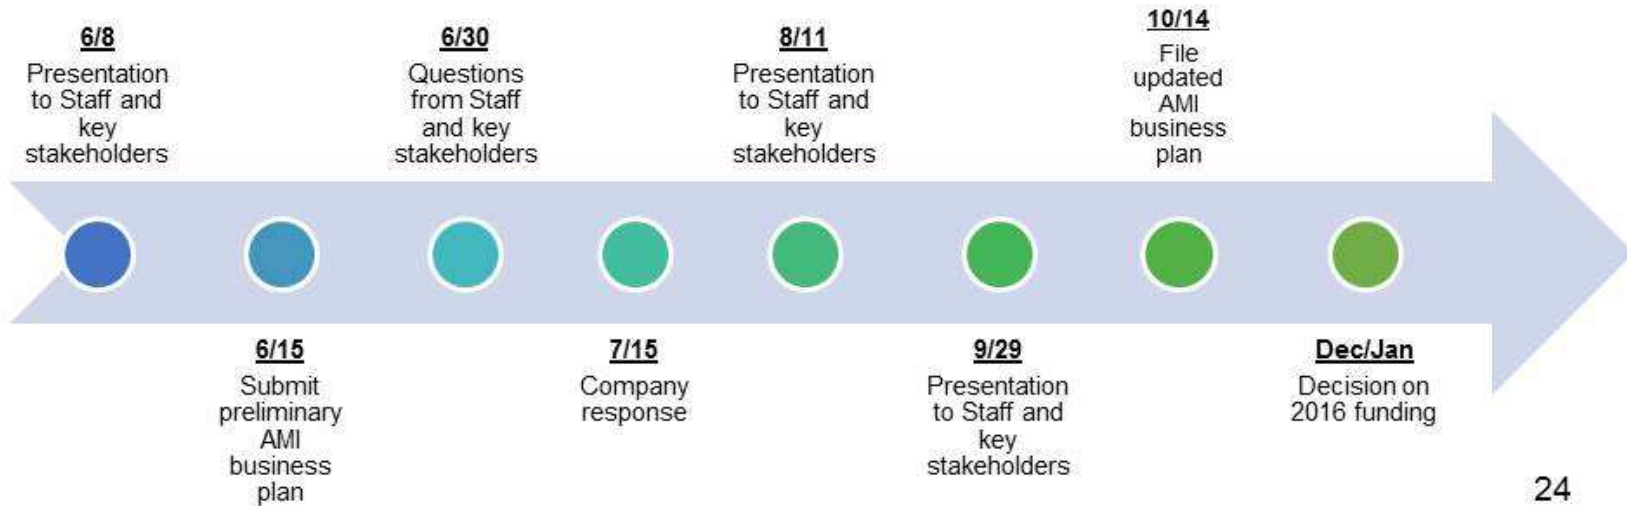 6/8
Presentation
to Staff and
key
stakeholders
6/15
Submit
preliminary
AMI
business
plan
6/30
Questions
from Staff
and key
stakeholders
7/15
Company
response
8/11
Presentation
to Staff and
key
stakeholders
9/29
Presentation
to Staff and
key
stakeholders
10/14
File
updated
AMI
business
plan
Dec/Jan
Decision on
2016 funding
24